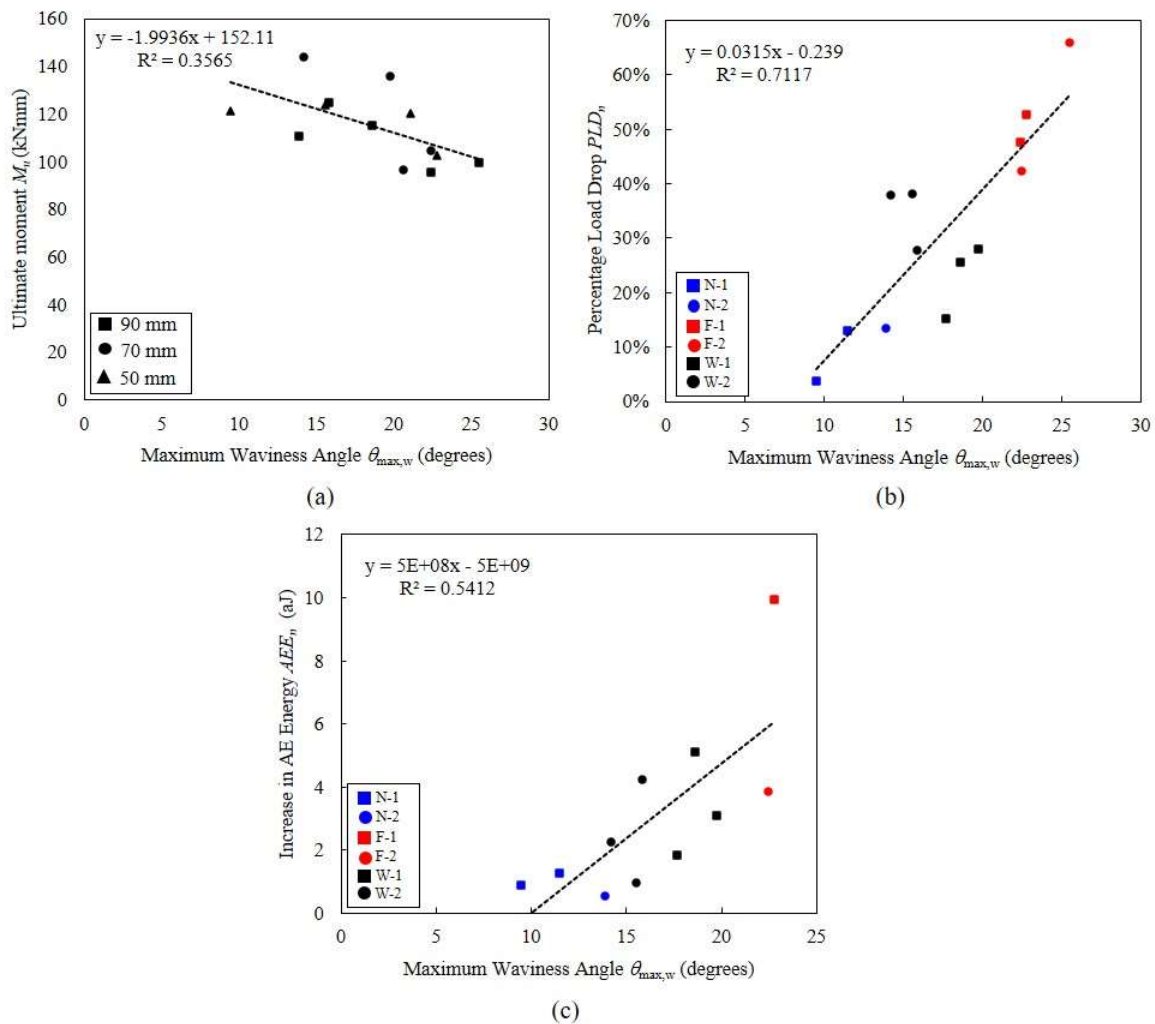 160
140
120
100
80
60
40
20
0
Ultimate moment Mu (kNmm)
y = -1.9936x + 152.11
R² = 0.3565
90 mm
70 mm
50 mm
0 5 10 15 20 25 30
Maximum Waviness Angle θmax,w (degrees)
(a)
70%
60%
50%
40%
30%
20%
10%
0%
Percentage Load Drop PLDn
y = 0.0315x - 0.239
R² = 0.7117
N-1
N-2
F-1
F-2
W-1
W-2
0 5 10 15 20 25 30
Maximum Waviness Angle θmax,w (degrees)
(b)
12
10
8
6
4
2
0
Increase in AE Energy AEEn (aJ)
y = 5E+08x - 5E+09
R² = 0.5412
N-1
N-2
F-1
F-2
W-1
W-2
0 5 10 15 20 25
Maximum Waviness Angle θmax,w (degrees)
(c)